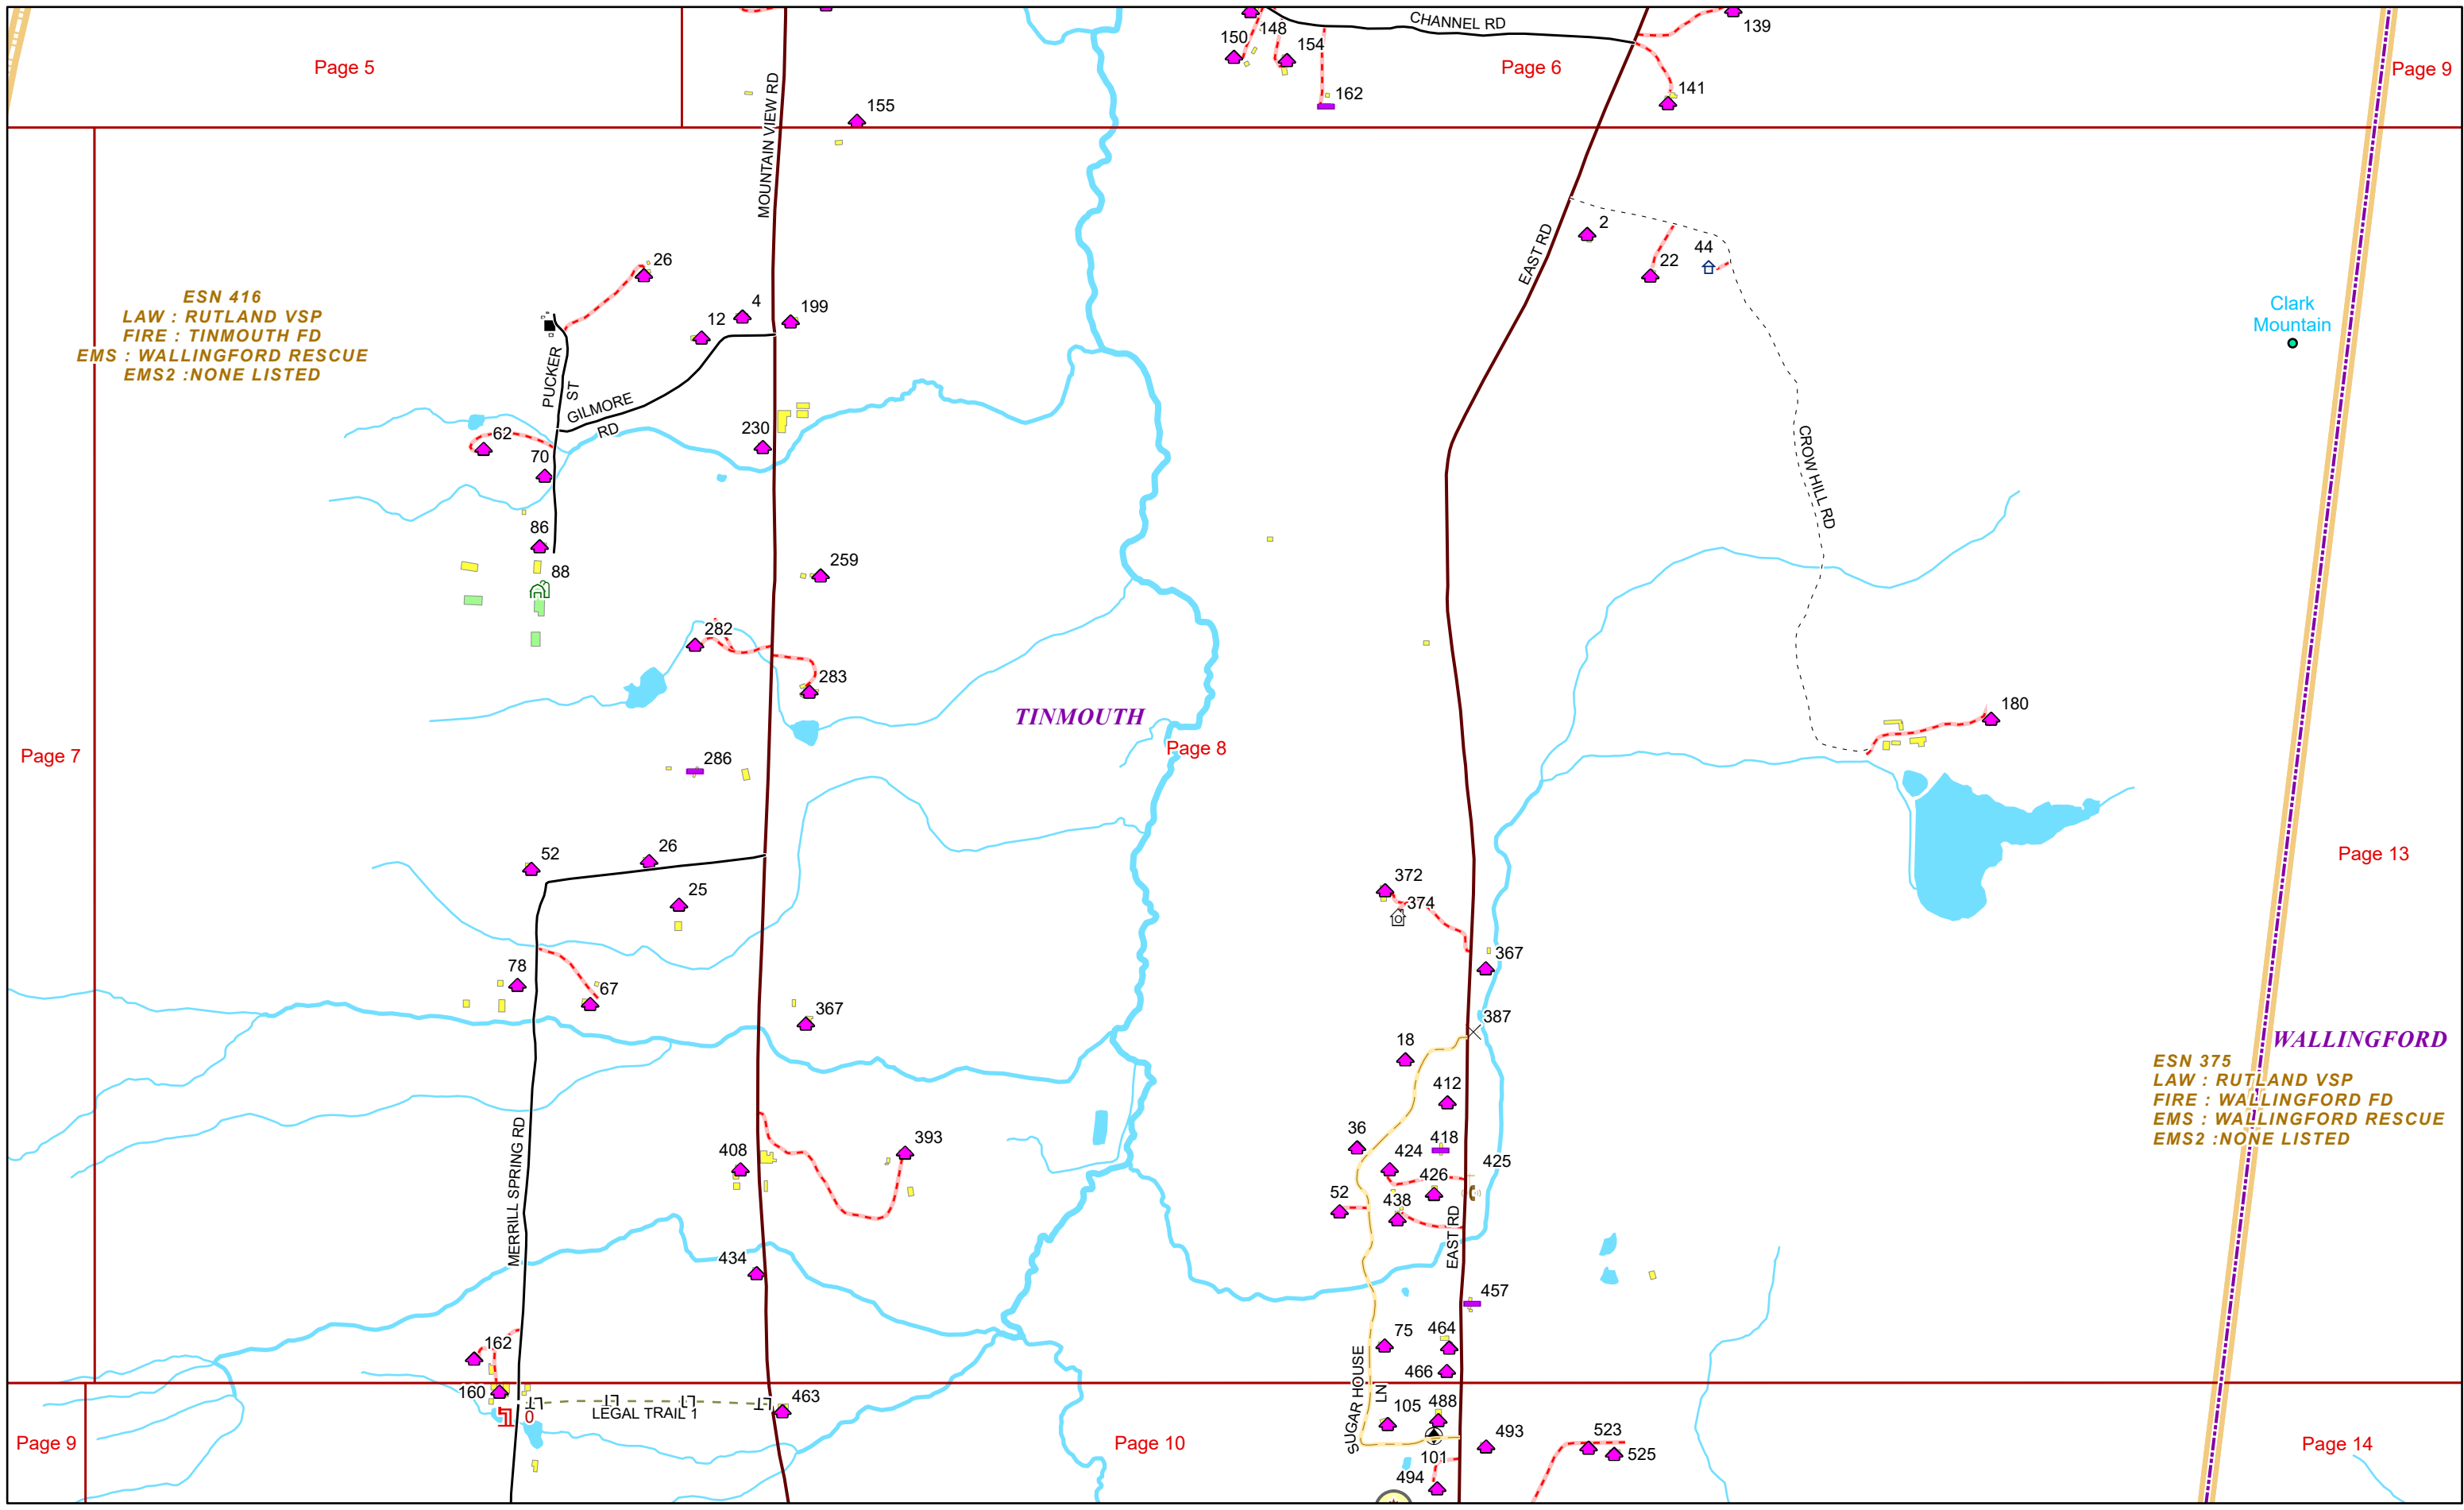 CHANNEL RD
139
148
150
154
Page 5
Page 6
Page 9
162
141
MOUNTAIN VIEW RD
155
2
EAST RD
44
26
22
ESN 416
LAW : RUTLAND VSP
FIRE : TINMOUTH FD
EMS : WALLINGFORD RESCUE
EMS2 :NONE LISTED
4
199
12
Clark
Mountain
PUCKER
ST
GILMORE
RD
230
62
70
CROW HILL RD
86
88
259
282
283
TINMOUTH
180
Page 7
Page 8
286
52
26
Page 13
25
372
374
367
78
67
367
387
18
WALLINGFORD
ESN 375
LAW : RUTLAND VSP
FIRE : WALLINGFORD FD
EMS : WALLINGFORD RESCUE
EMS2 :NONE LISTED
412
36
418
393
408
424
425
426
52
438
MERRILL SPRING RD
EAST RD
434
457
75
464
162
466
SUGAR HOUSE
LN
160
463
0
LEGAL TRAIL 1
105
488
493
523
525
Page 9
Page 10
Page 14
101
494